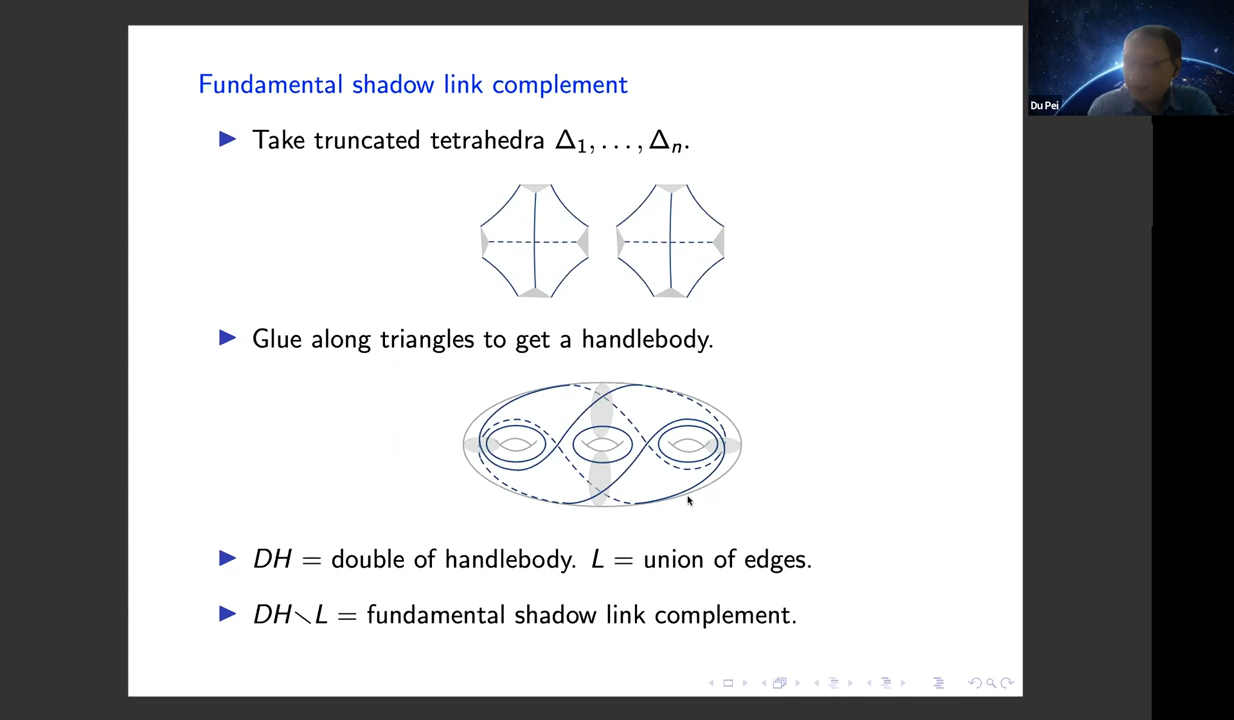 Fundamental shadow link complement
▶ Take truncated tetrahedra Δ₁, . . . , Δₙ.
▶ Glue along triangles to get a handlebody.
▶ DH = double of handlebody. L = union of edges.
▶ DH∖L = fundamental shadow link complement.
Du Pei